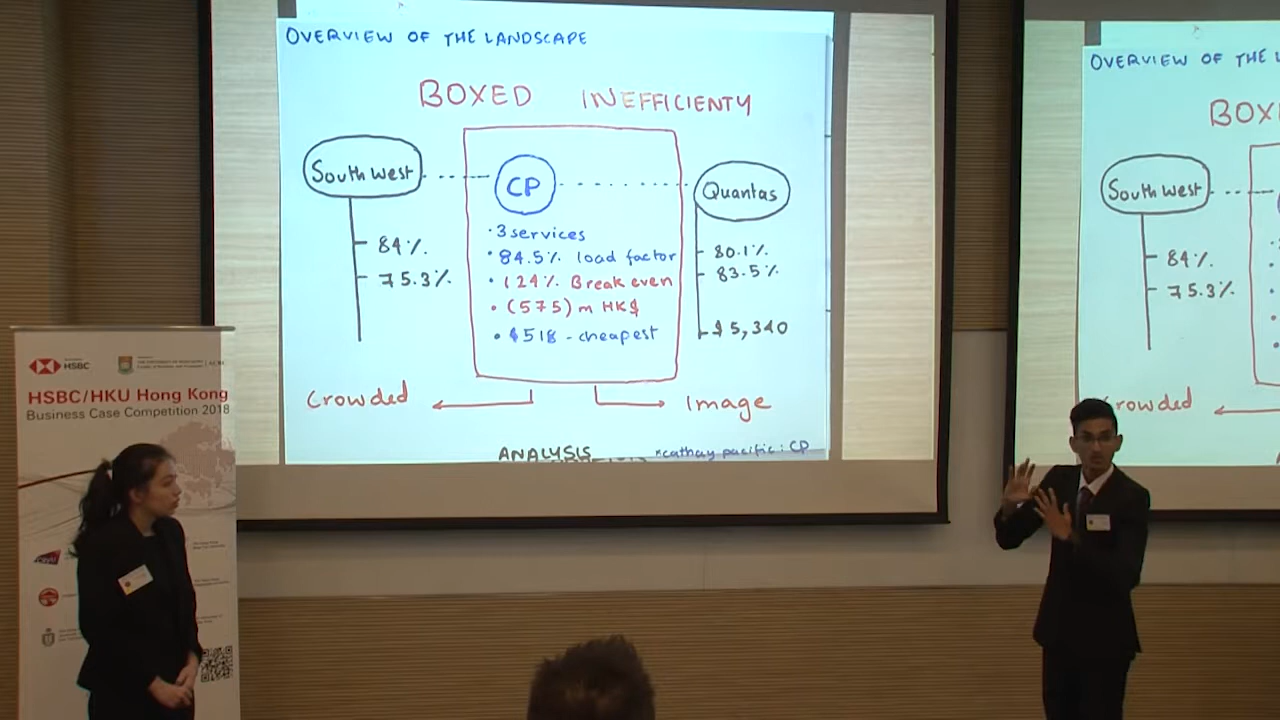 OVERVIEW OF THE LANDSCAPE
BOXED INEFFICIENTY
South west
CP
Quantas
84%
75.3%
• 3 services
• 84.5% load factor
• 124% Break even
• (575) m HK$
• $518 - cheapest
80.1%
83.5%
$5,340
Crowded
Image
ANALYSIS
*cathay pacific: CP
OVERVIEW OF THE
BOX
South west
84%
75.3%
rowded
HSBC
HSBC/HKU Hong Kong
Business Case Competition 2018